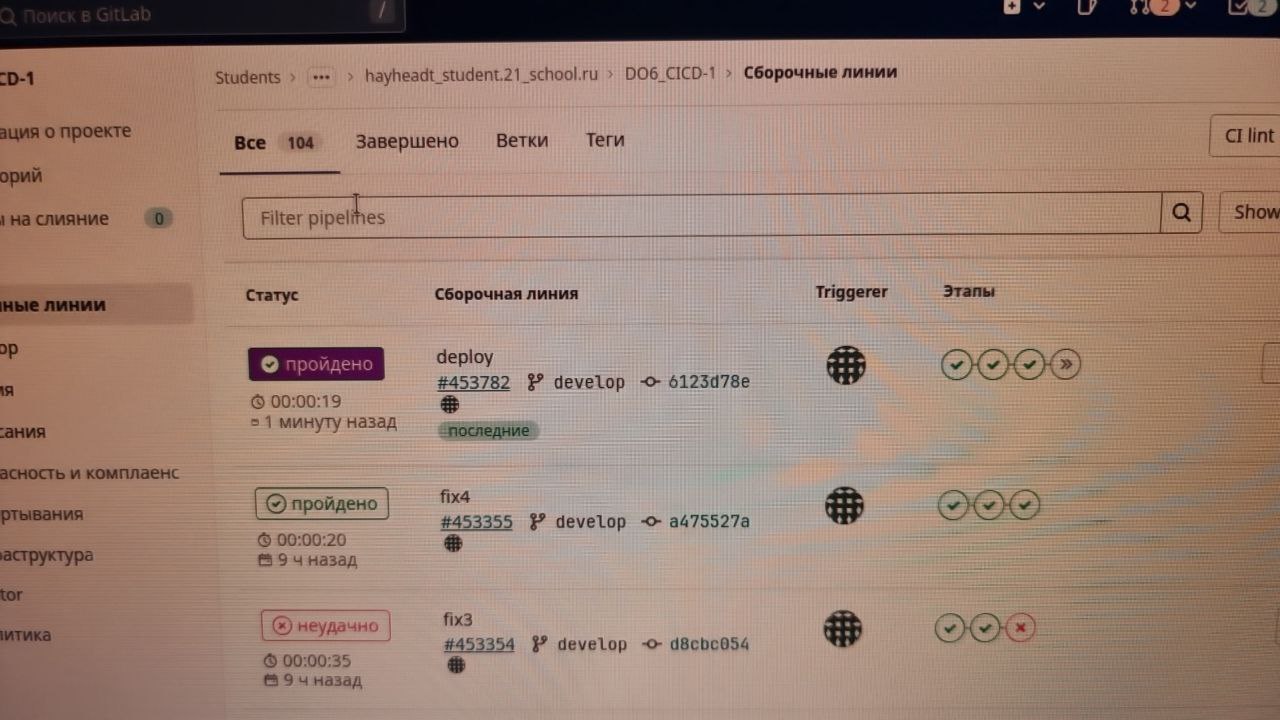 Поиск в GitLab /
2 2
CD-1
Students > ... > hayheadt_student.21_school.ru > DO6_CICD-1 > Сборочные линии
ация о проекте
Все 104 Завершено Ветки Теги
CI lint
орий
ы на слияние 0
Filter pipelines
Show
ные линии
Статус Сборочная линия Triggerer Этапы
ор
пройдено
deploy
#453782 develop 6123d78e
ия
00:00:19
1 минуту назад
последние
сания
асность и комплаенс
пройдено
fix4
#453355 develop a475527a
ртывания
00:00:20
9 ч назад
раструктура
tor
неудачно
fix3
#453354 develop d8cbc054
литика
00:00:35
9 ч назад